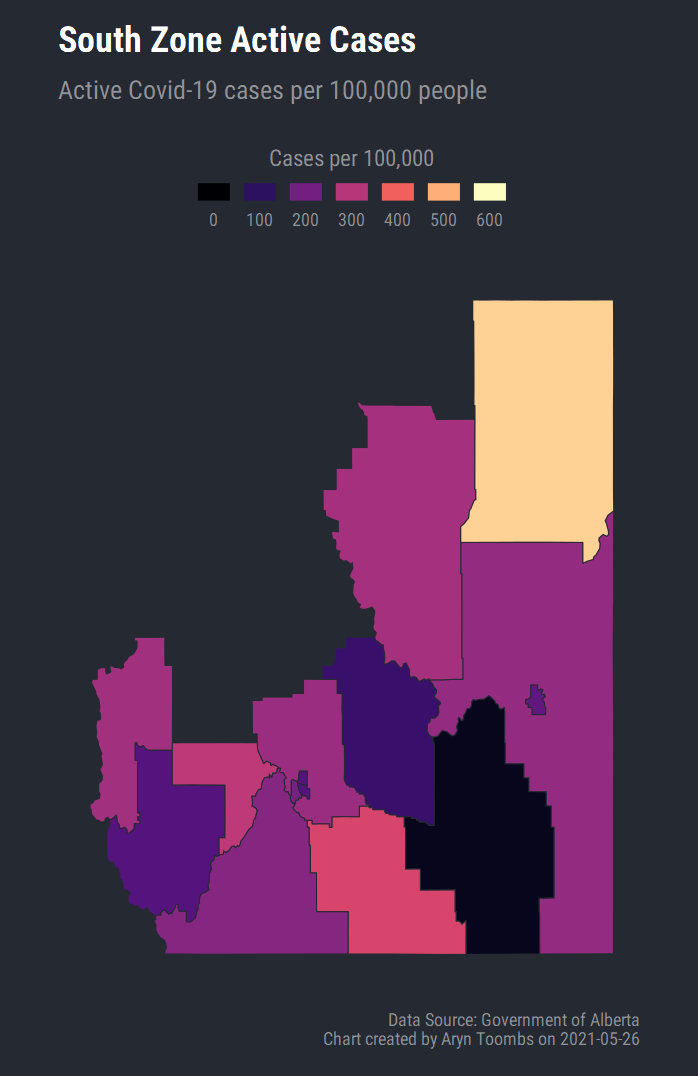 South Zone Active Cases
Active Covid-19 cases per 100,000 people
Cases per 100,000
0 100 200 300 400 500 600
Data Source: Government of Alberta
Chart created by Aryn Toombs on 2021-05-26